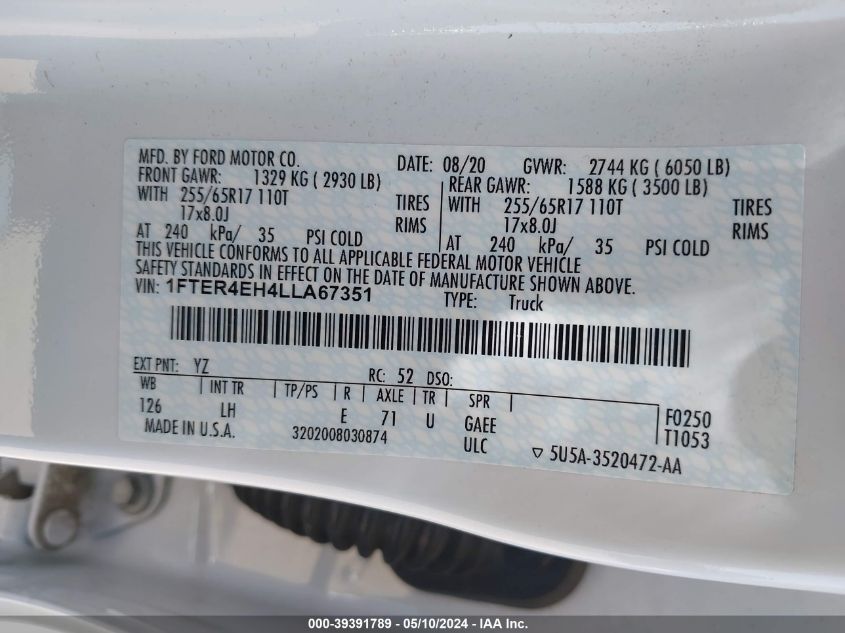 MFD. BY FORD MOTOR CO. DATE: 08/20 GVWR: 2744 KG ( 6050 LB)
FRONT GAWR: 1329 KG ( 2930 LB) REAR GAWR: 1588 KG ( 3500 LB)
WITH 255/65R17 110T TIRES WITH 255/65R17 110T TIRES
17x8.0J RIMS 17x8.0J RIMS
AT 240 kPa/ 35 PSI COLD AT 240 kPa/ 35 PSI COLD
THIS VEHICLE CONFORMS TO ALL APPLICABLE FEDERAL MOTOR VEHICLE
SAFETY STANDARDS IN EFFECT ON THE DATE OF MANUFACTURE SHOWN ABOVE.
VIN: 1FTER4EH4LLA67351 TYPE: Truck
EXT PNT: YZ RC: 52 DSO:
WB INT TR TP/PS R AXLE TR SPR
126 LH E 71 U GAEE F0250
MADE IN U.S.A. 3202008030874 ULC T1053
5U5A-3520472-AA
000-39391789 - 05/10/2024 - IAA Inc.